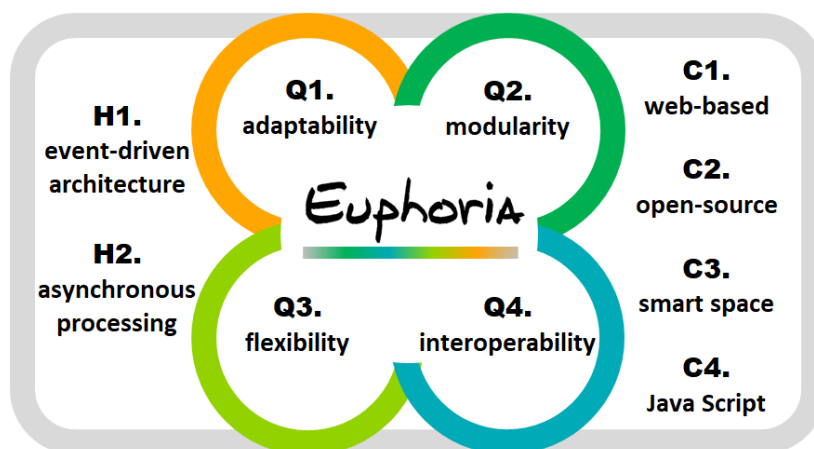 H1.
event-driven
architecture
H2.
asynchronous
processing
Q1.
adaptability
Q2.
modularity
Euphoria
Q3.
flexibility
Q4.
interoperability
C1.
web-based
C2.
open-source
C3.
smart space
C4.
Java Script